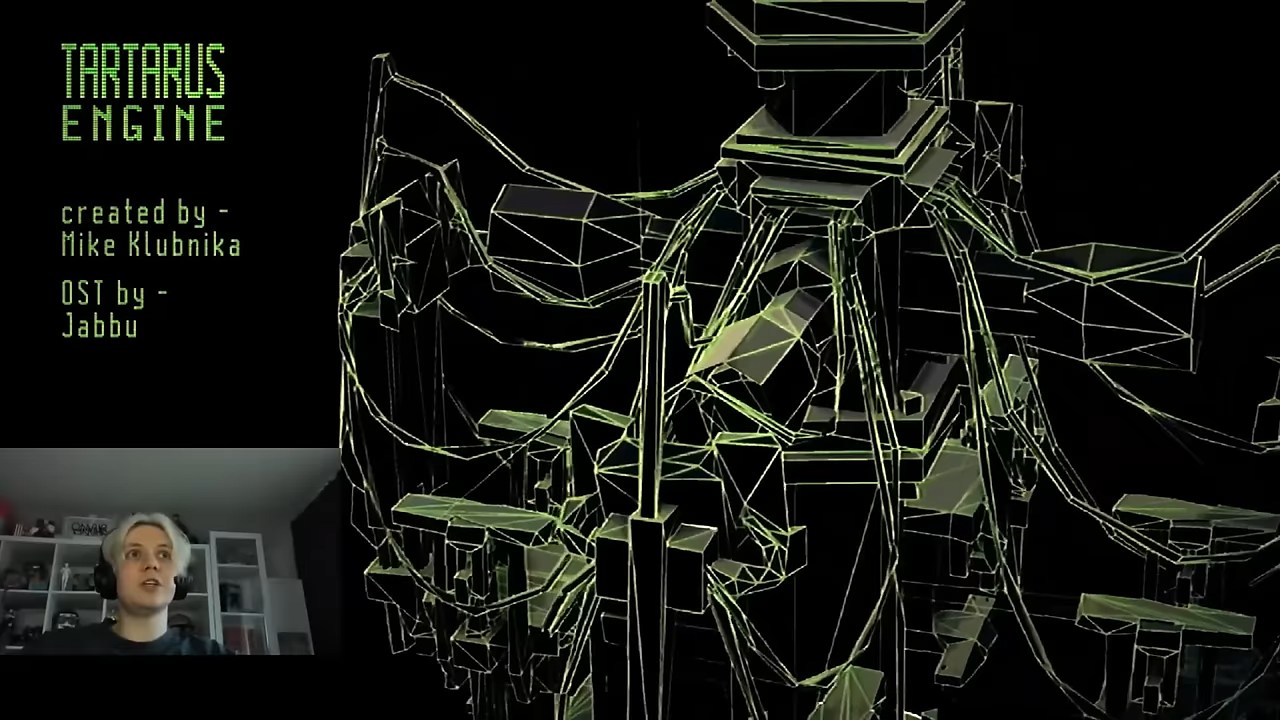 TARTARUS
ENGINE
created by -
Mike Klubnika
OST by -
Jabbu